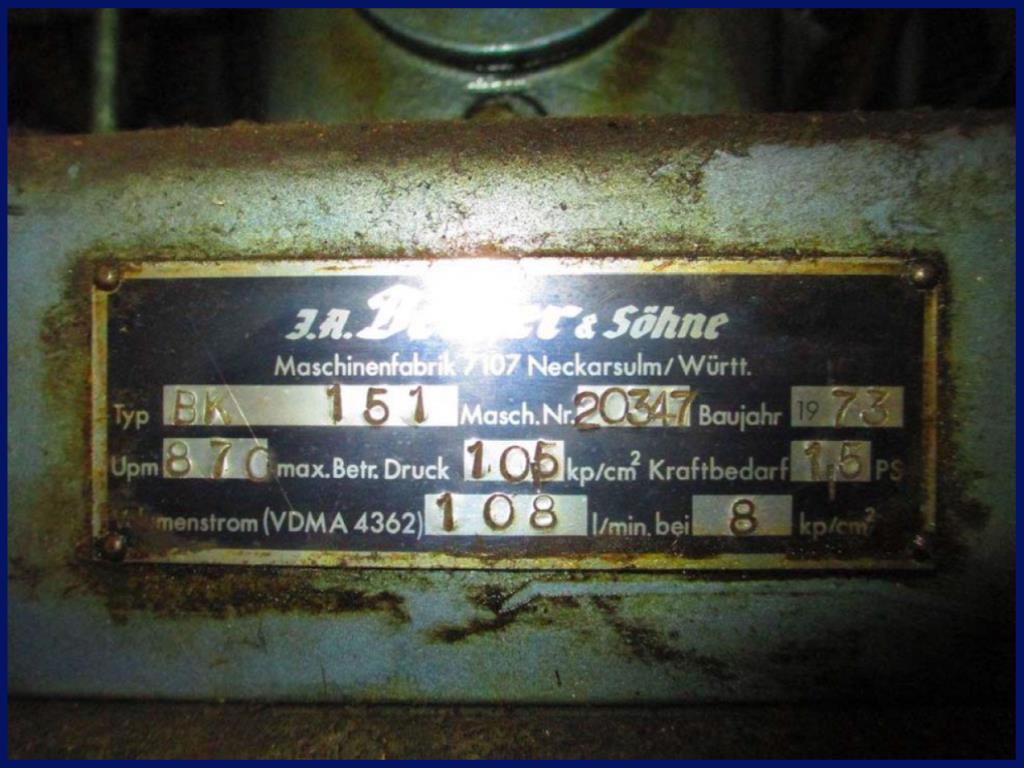 J.A. & Söhne
Maschinenfabrik 7107 Neckarsulm/Württ.
Typ BK 151 Masch.Nr. 20347 Baujahr 1973
Upm 870 max.Betr. Druck 105 kp/cm² Kraftbedarf 1,5 PS
(VDMA 4362) 108 l/min. bei 8 kp/cm²